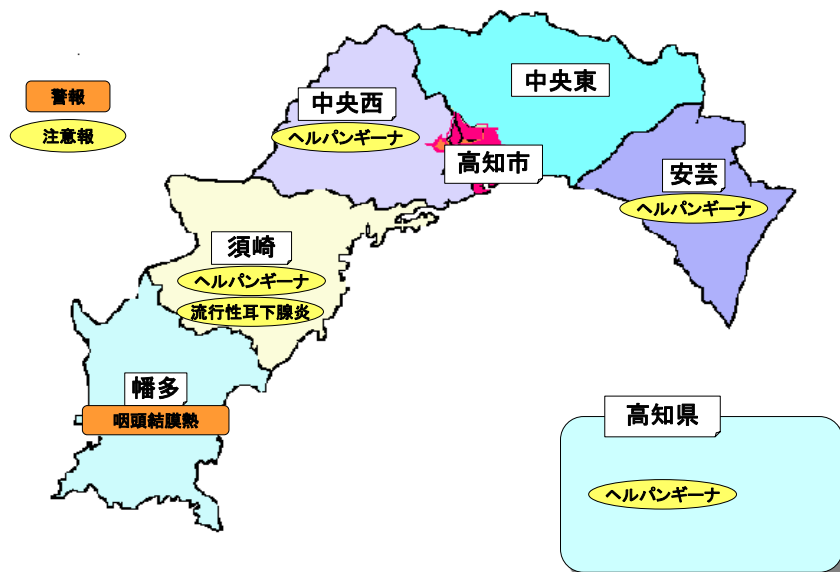 警報
注意報
中央西
ヘルパンギーナ
中央東
高知市
安芸
ヘルパンギーナ
須崎
ヘルパンギーナ
流行性耳下腺炎
幡多
咽頭結膜熱
高知県
ヘルパンギーナ